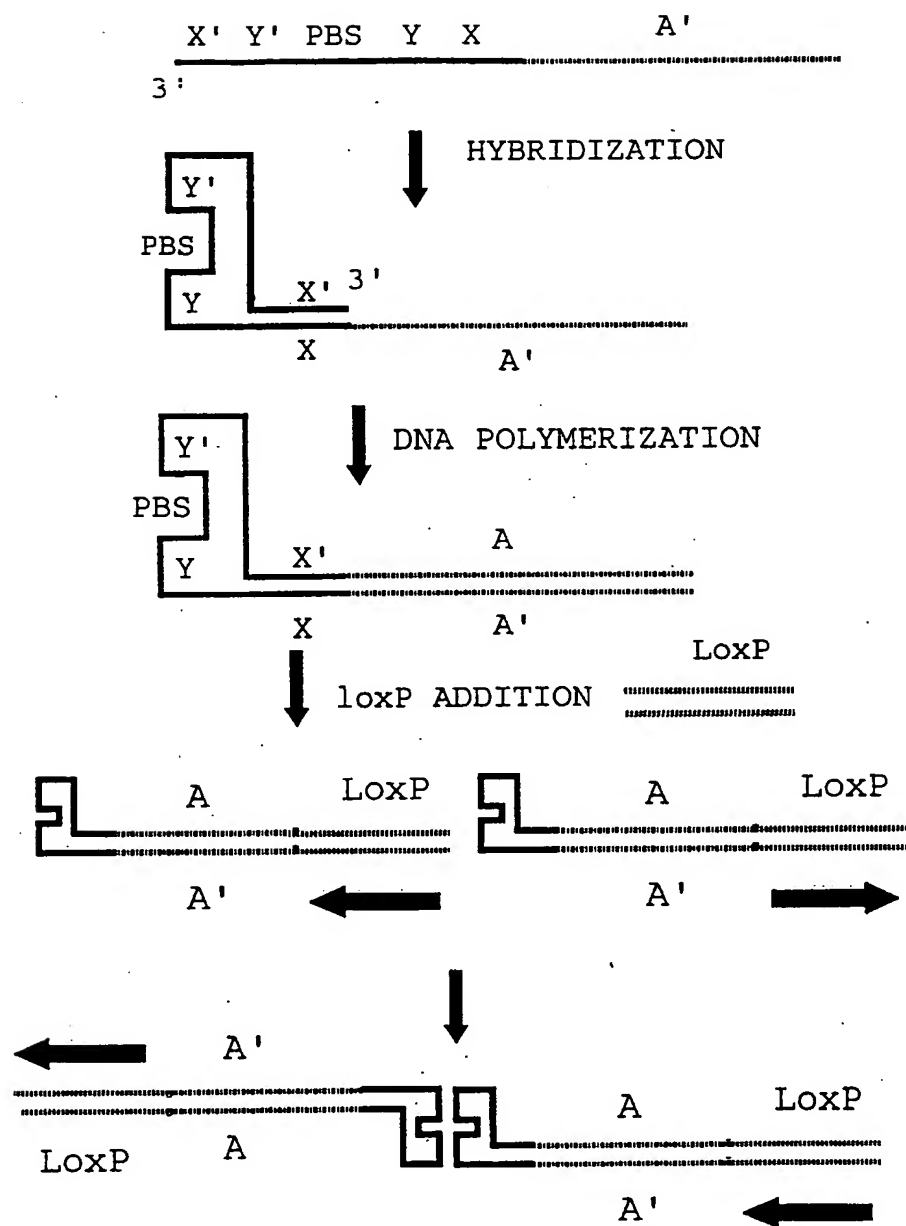 X' Y' PBS Y X A'
3'
HYBRIDIZATION
Y'
PBS
Y X' 3'
X A'
DNA POLYMERIZATION
Y'
PBS
A
Y X'
X A'
LoxP
loxP ADDITION
A LoxP A LoxP
A' A'
A'
A LoxP
LoxP A
A'